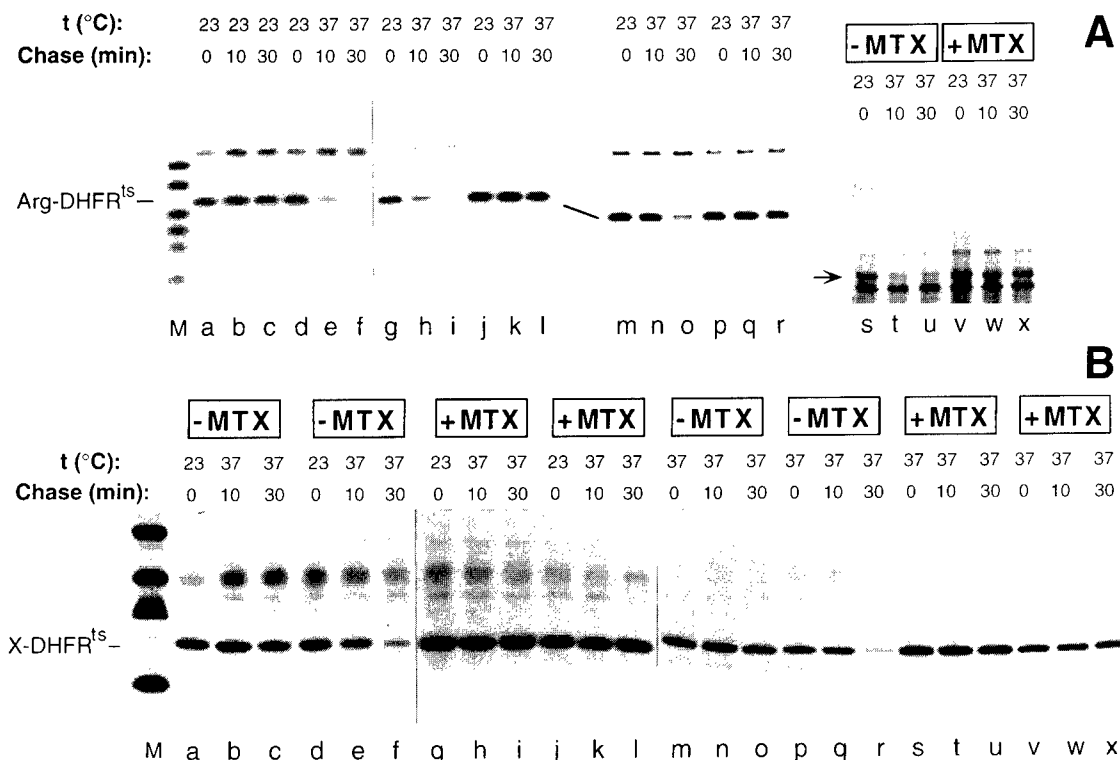 A
t (°C): 23 23 23 23 37 37 23 37 37 23 37 37 23 37 37 23 37 37
Chase (min): 0 10 30 0 10 30 0 10 30 0 10 30 0 10 30 0 10 30
-MTX +MTX
23 37 37 23 37 37
0 10 30 0 10 30
Arg-DHFRts
M a b c d e f g h i j k l m n o p q r s t u v w x
B
-MTX -MTX +MTX +MTX -MTX -MTX +MTX +MTX
t (°C): 23 37 37 23 37 37 23 37 37 23 37 37 37 37 37 37 37 37 37 37 37 37 37 37
Chase (min): 0 10 30 0 10 30 0 10 30 0 10 30 0 10 30 0 10 30 0 10 30 0 10 30
X-DHFRts
M a b c d e f g h i j k l m n o p q r s t u v w x